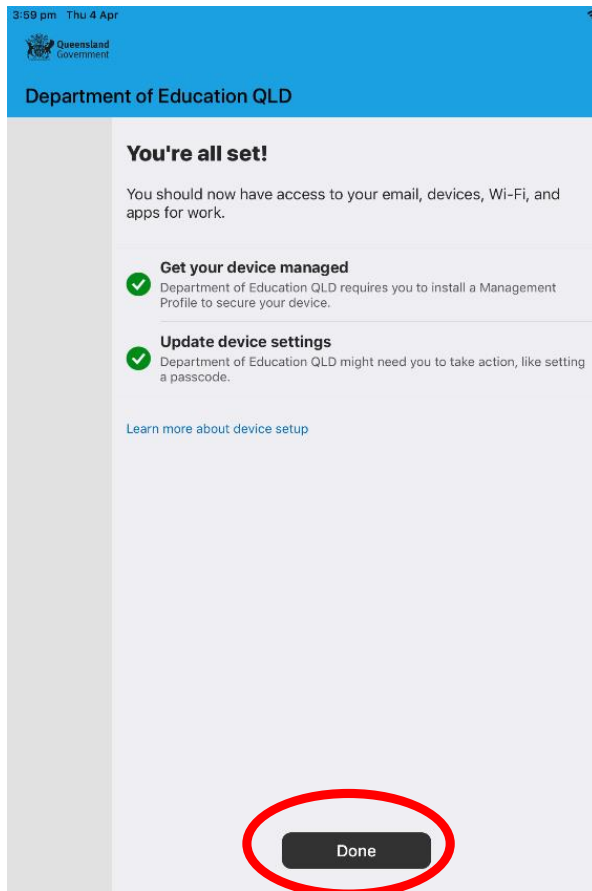 3:59 pm Thu 4 Apr
Queensland
Government
Department of Education QLD
You're all set!
You should now have access to your email, devices, Wi-Fi, and
apps for work.
Get your device managed
Department of Education QLD requires you to install a Management
Profile to secure your device.
Update device settings
Department of Education QLD might need you to take action, like setting
a passcode.
Learn more about device setup
Done